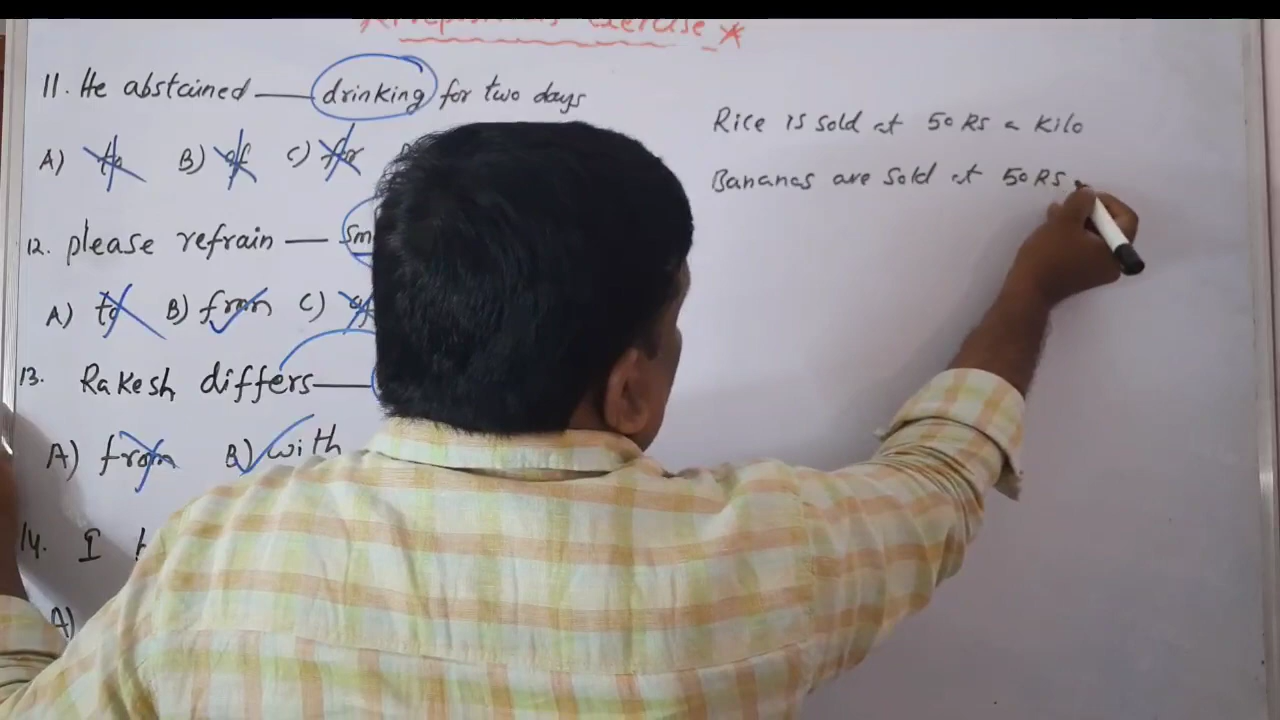 Exercise *
11. He abstained ___ drinking for two days
A) to B) of C) for
12. please refrain ___
A) to B) from C) of
13. Rakesh differs ___
A) from B) with
14. I
A)
Rice is sold at 50 Rs a Kilo
Bananas are sold at 50 RS